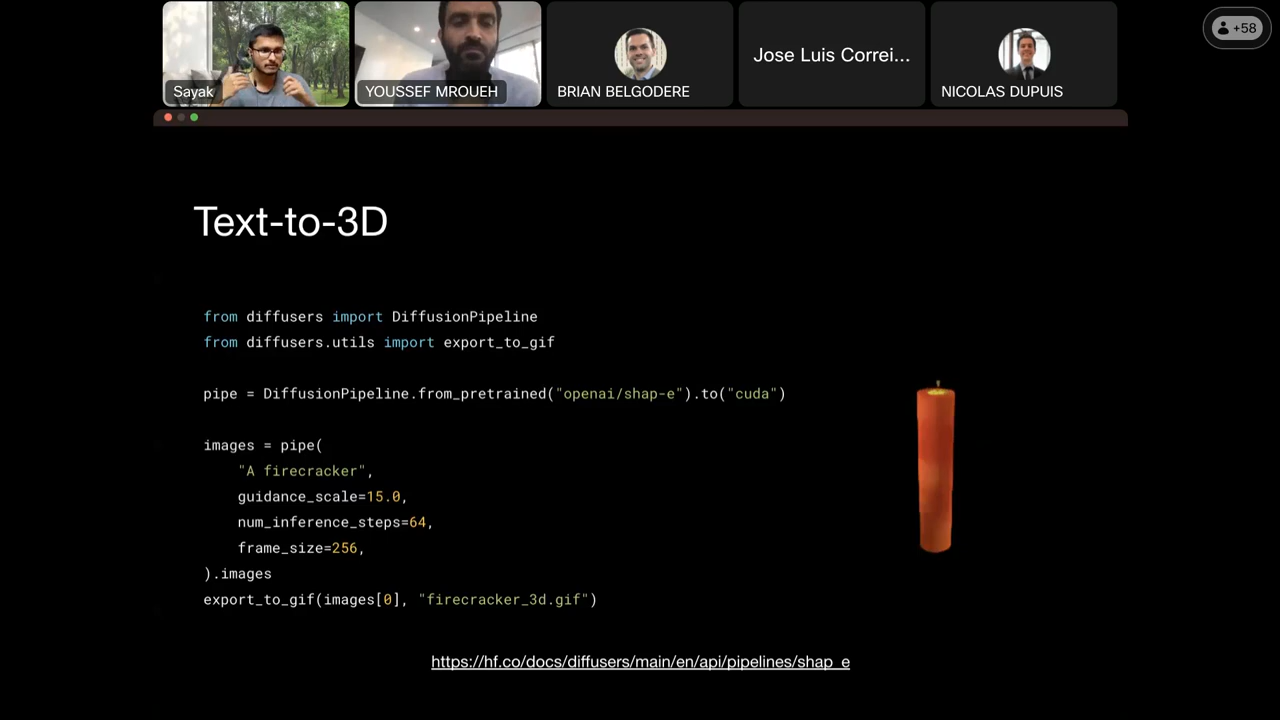 Sayak
YOUSSEF MROUEH
BRIAN BELGODERE
Jose Luis Correi...
NICOLAS DUPUIS
+58
Text-to-3D
from diffusers import DiffusionPipeline
from diffusers.utils import export_to_gif
pipe = DiffusionPipeline.from_pretrained("openai/shap-e").to("cuda")
images = pipe(
    "A firecracker",
    guidance_scale=15.0,
    num_inference_steps=64,
    frame_size=256,
).images
export_to_gif(images[0], "firecracker_3d.gif")
https://hf.co/docs/diffusers/main/en/api/pipelines/shap_e